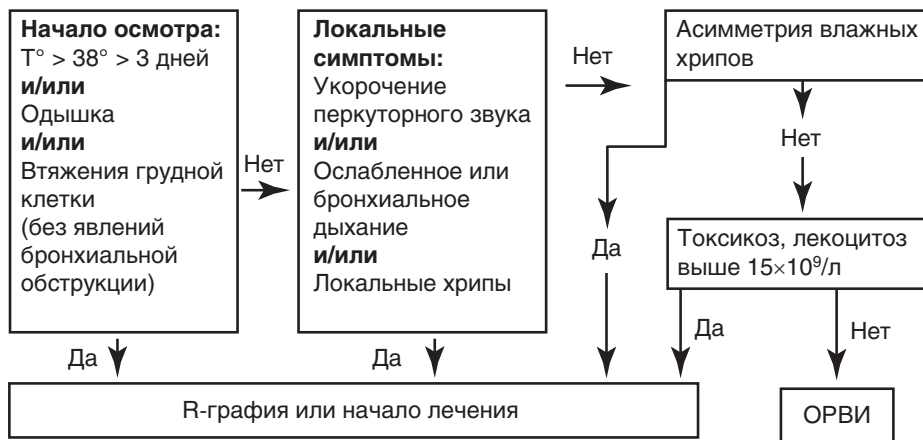 Начало осмотра:
T° > 38° > 3 дней
и/или
Одышка
и/или
Втяжения грудной
клетки
(без явлений
бронхиальной
обструкции)
Нет
Да
Локальные
симптомы:
Укорочение
перкуторного звука
и/или
Ослабленное или
бронхиальное
дыхание
и/или
Локальные хрипы
Нет
Да
Асимметрия влажных
хрипов
Нет
Да
Токсикоз, лекоцитоз
выше 15×10⁹/л
Да
Нет
R-графия или начало лечения
ОРВИ